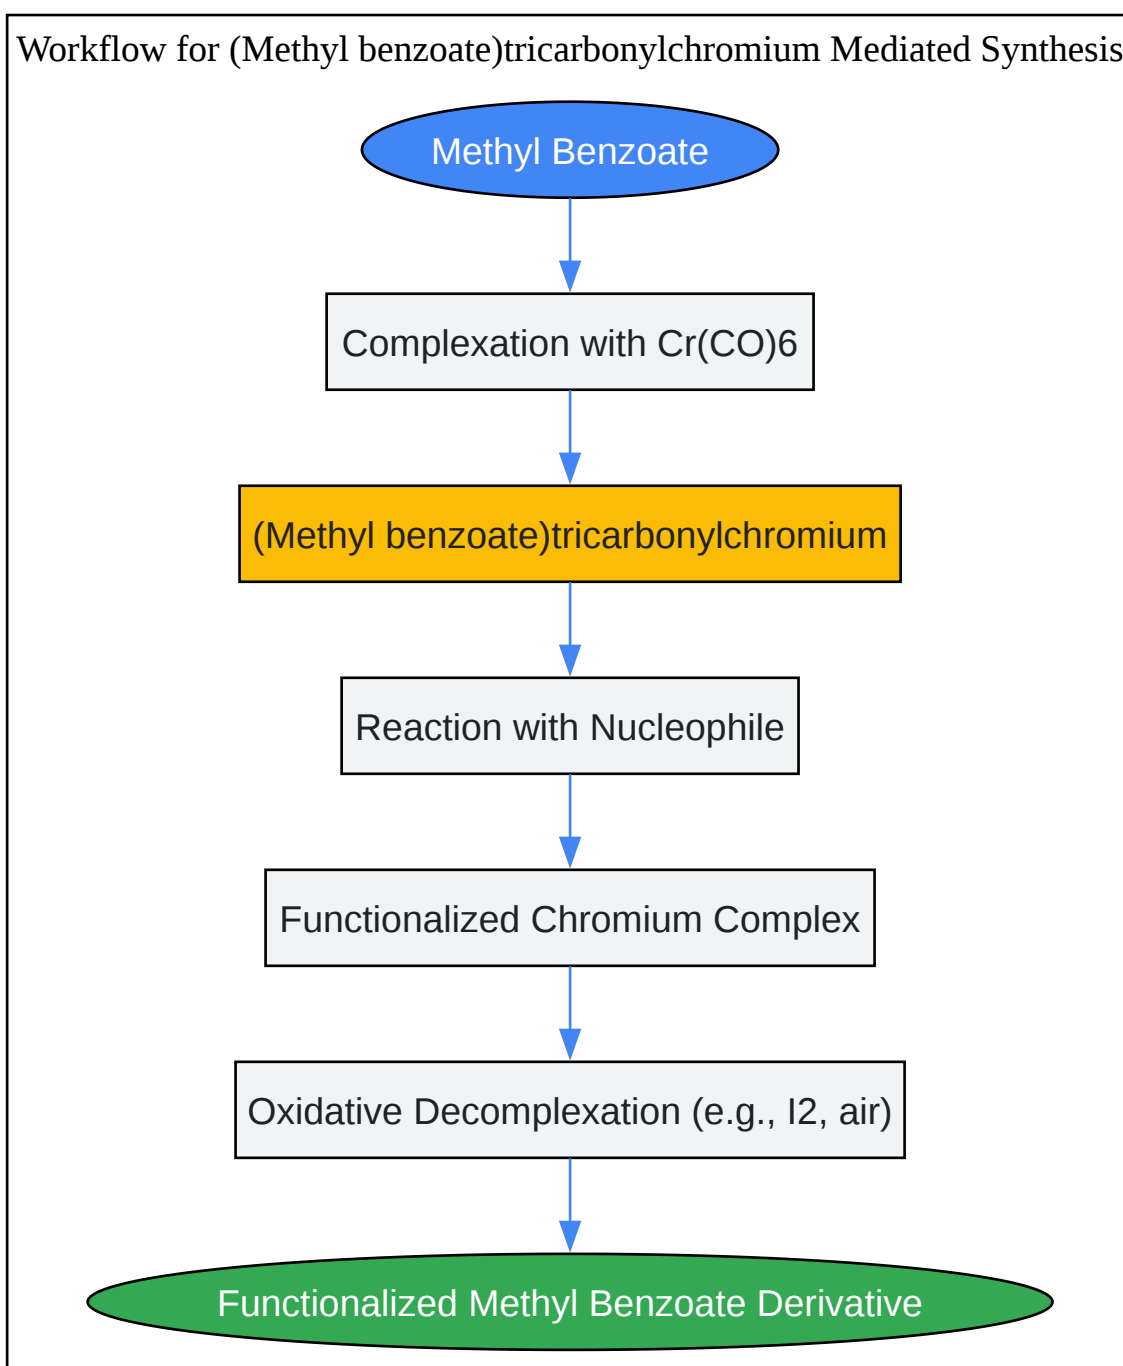 Workflow for (Methyl benzoate)tricarbonylchromium Mediated Synthesis
Methyl Benzoate
Complexation with Cr(CO)6
(Methyl benzoate)tricarbonylchromium
Reaction with Nucleophile
Functionalized Chromium Complex
Oxidative Decomplexation (e.g., I2, air)
Functionalized Methyl Benzoate Derivative